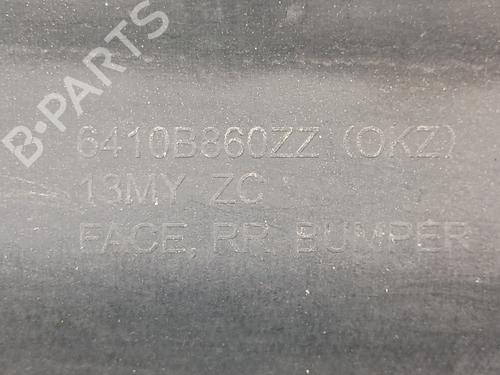 B-PARTS
6410B860ZZ (OKZ)
13MY ZC
FACE, RR. BUMPER